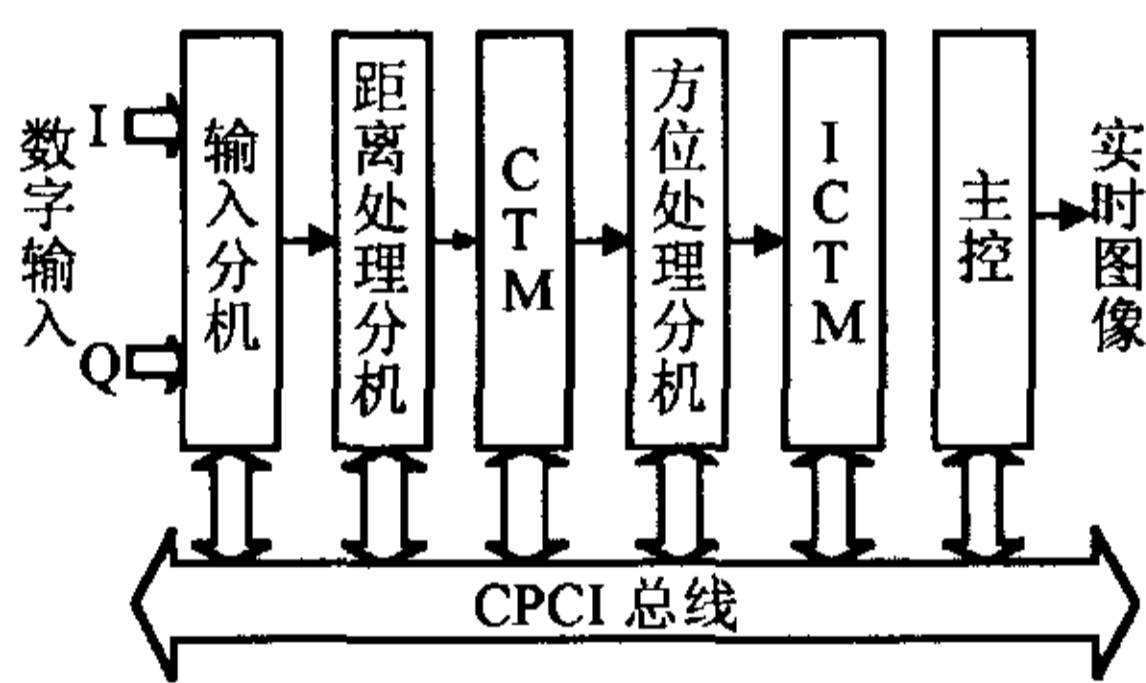 数字输入
I
Q
输入分机
距离处理分机
CTM
方位处理分机
ICTM
主控
实时图像
CPCI 总线